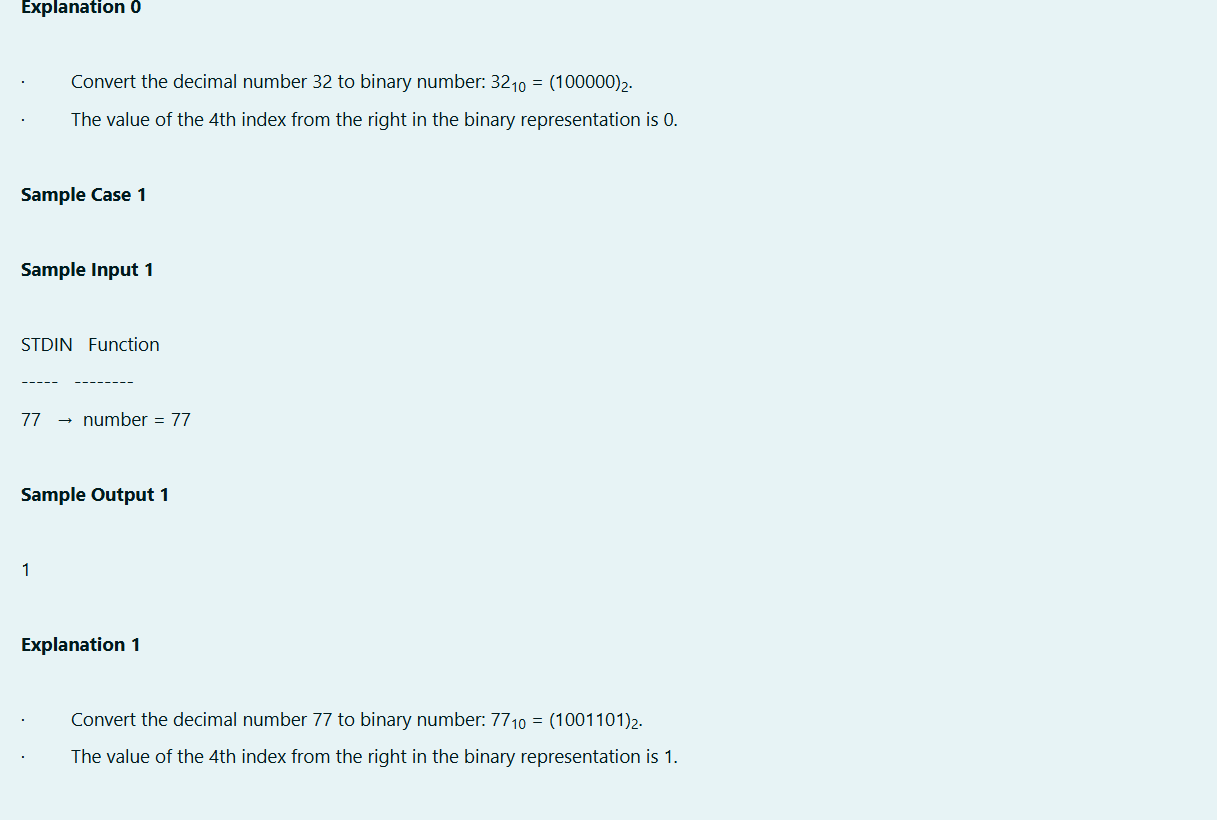 Explanation 0
· Convert the decimal number 32 to binary number: 32₁₀ = (100000)₂.
· The value of the 4th index from the right in the binary representation is 0.
Sample Case 1
Sample Input 1
STDIN Function
----- --------
77 → number = 77
Sample Output 1
1
Explanation 1
· Convert the decimal number 77 to binary number: 77₁₀ = (1001101)₂.
· The value of the 4th index from the right in the binary representation is 1.